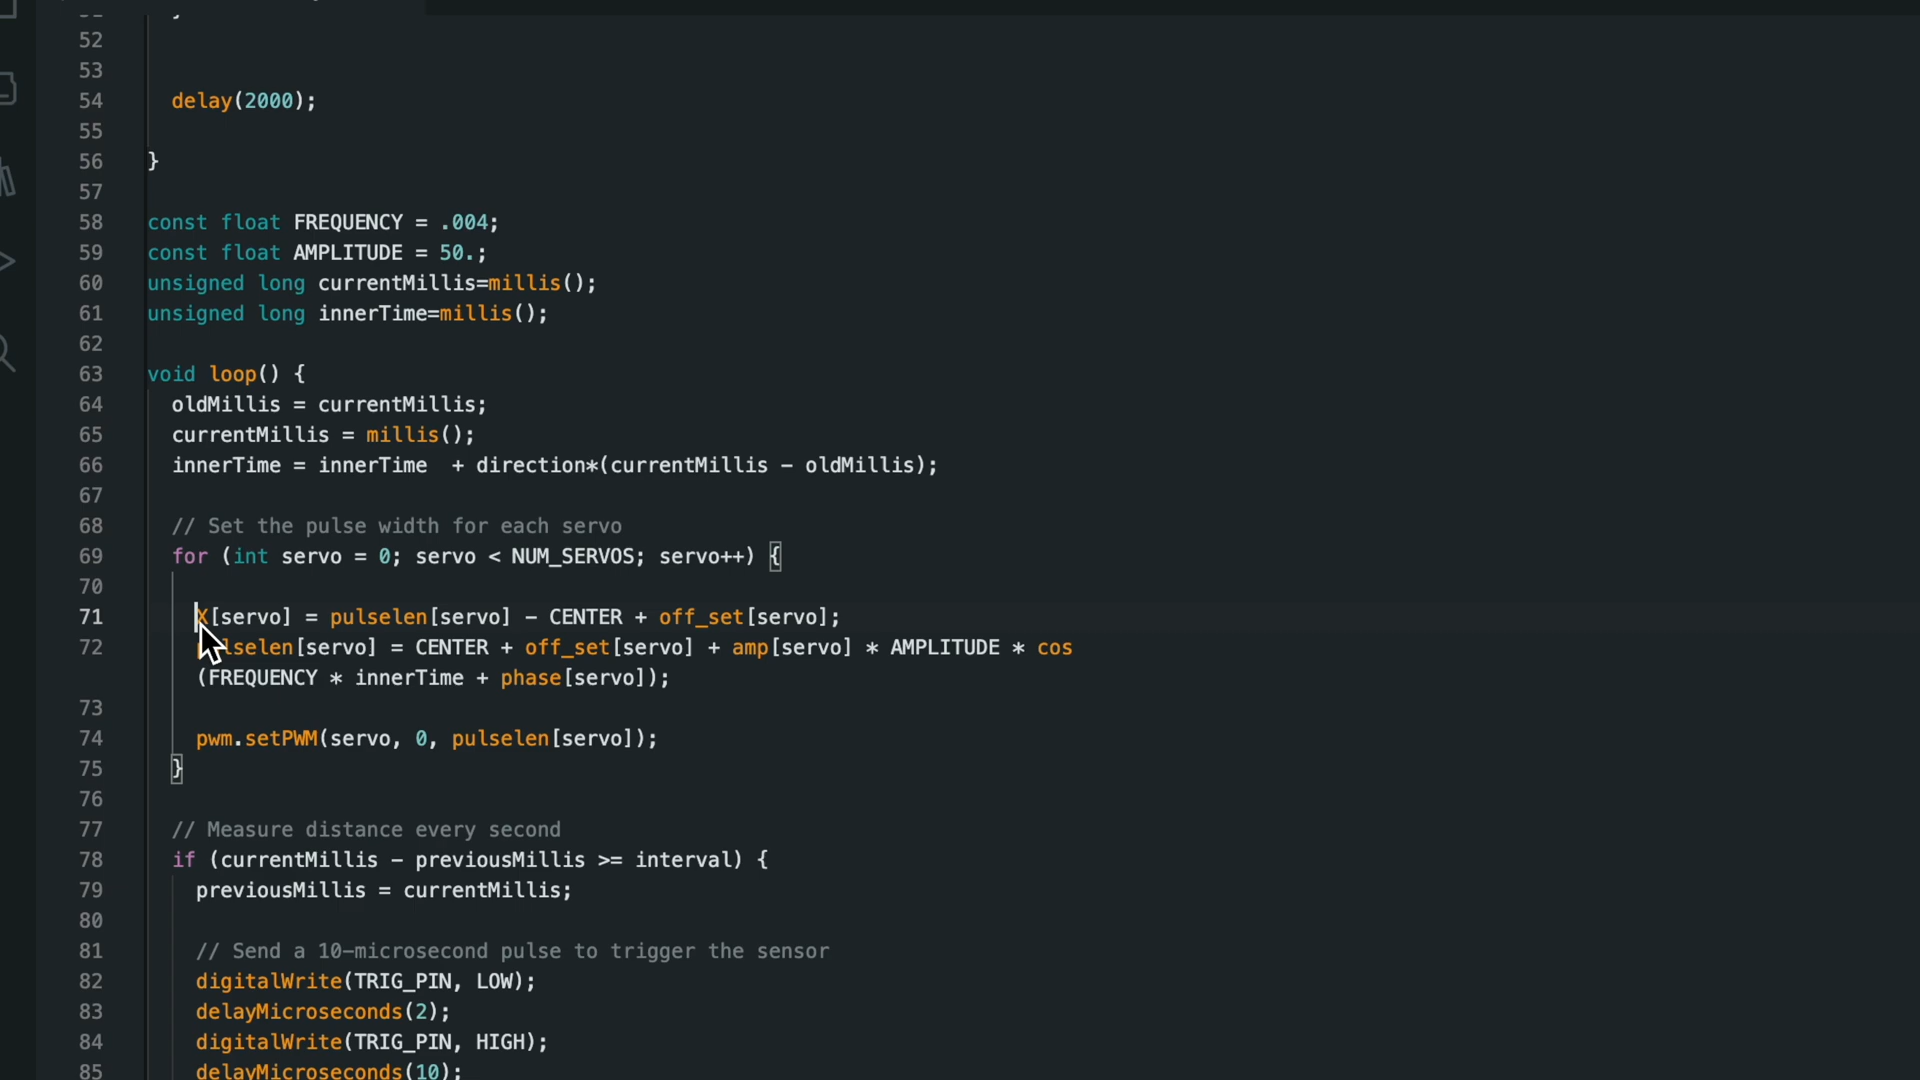 52
53
54 delay(2000);
55
56 }
57
58 const float FREQUENCY = .004;
59 const float AMPLITUDE = 50.;
60 unsigned long currentMillis=millis();
61 unsigned long innerTime=millis();
62
63 void loop() {
64 oldMillis = currentMillis;
65 currentMillis = millis();
66 innerTime = innerTime  + direction*(currentMillis - oldMillis);
67
68 // Set the pulse width for each servo
69 for (int servo = 0; servo < NUM_SERVOS; servo++) {
70
71 X[servo] = pulselen[servo] - CENTER + off_set[servo];
72 pulselen[servo] = CENTER + off_set[servo] + amp[servo] * AMPLITUDE * cos
(FREQUENCY * innerTime + phase[servo]);
73
74 pwm.setPWM(servo, 0, pulselen[servo]);
75 }
76
77 // Measure distance every second
78 if (currentMillis - previousMillis >= interval) {
79 previousMillis = currentMillis;
80
81 // Send a 10-microsecond pulse to trigger the sensor
82 digitalWrite(TRIG_PIN, LOW);
83 delayMicroseconds(2);
84 digitalWrite(TRIG_PIN, HIGH);
85 delayMicroseconds(10);